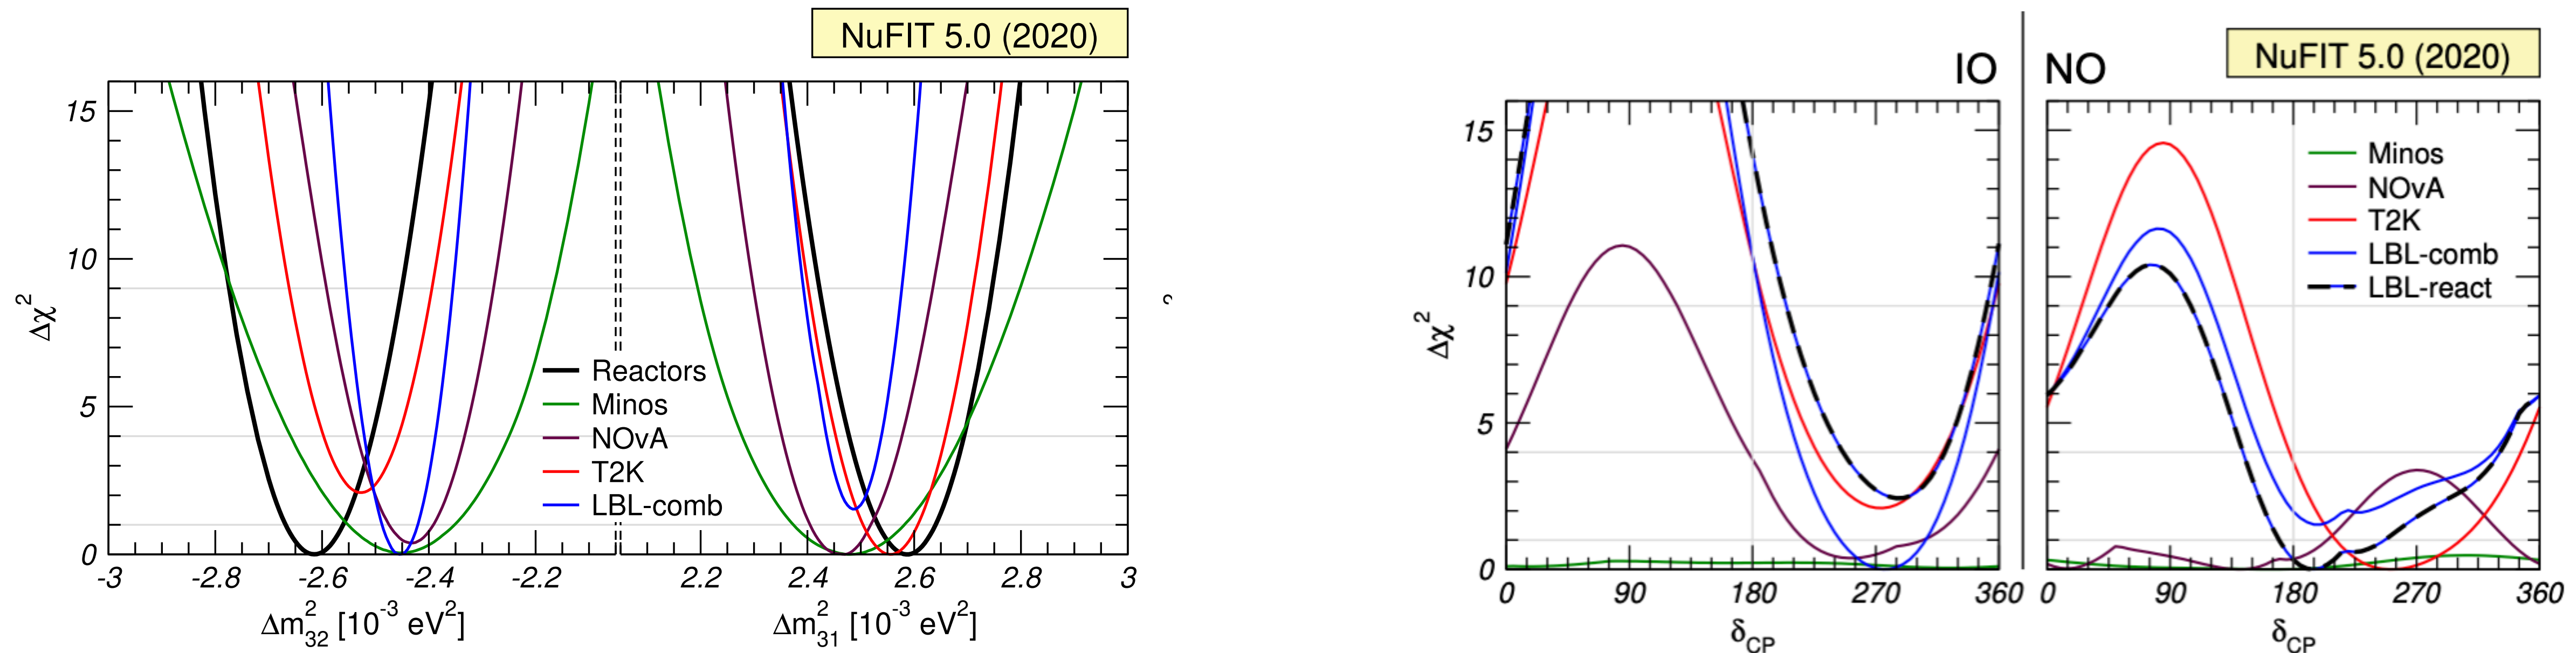 NuFIT 5.0 (2020)
15
10
5
0
Δχ²
-3 -2.8 -2.6 -2.4 -2.2 2.2 2.4 2.6 2.8 3
Δm²₃₂ [10⁻³ eV²]
Δm²₃₁ [10⁻³ eV²]
Reactors
Minos
NOvA
T2K
LBL-comb
2
IO
NO
NuFIT 5.0 (2020)
15
10
5
0
Δχ²
Minos
NOvA
T2K
LBL-comb
LBL-react
0 90 180 270 360 0 90 180 270 360
δCP
δCP